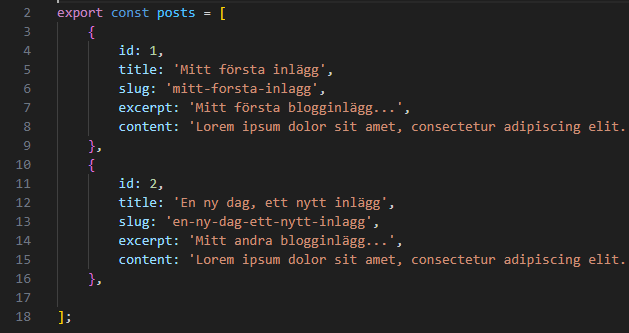 2 export const posts = [
3 {
4 id: 1,
5 title: 'Mitt första inlägg',
6 slug: 'mitt-forsta-inlagg',
7 excerpt: 'Mitt första blogginlägg...',
8 content: 'Lorem ipsum dolor sit amet, consectetur adipiscing elit.
9 },
10 {
11 id: 2,
12 title: 'En ny dag, ett nytt inlägg',
13 slug: 'en-ny-dag-ett-nytt-inlagg',
14 excerpt: 'Mitt andra blogginlägg...',
15 content: 'Lorem ipsum dolor sit amet, consectetur adipiscing elit.
16 },
17
18 ];